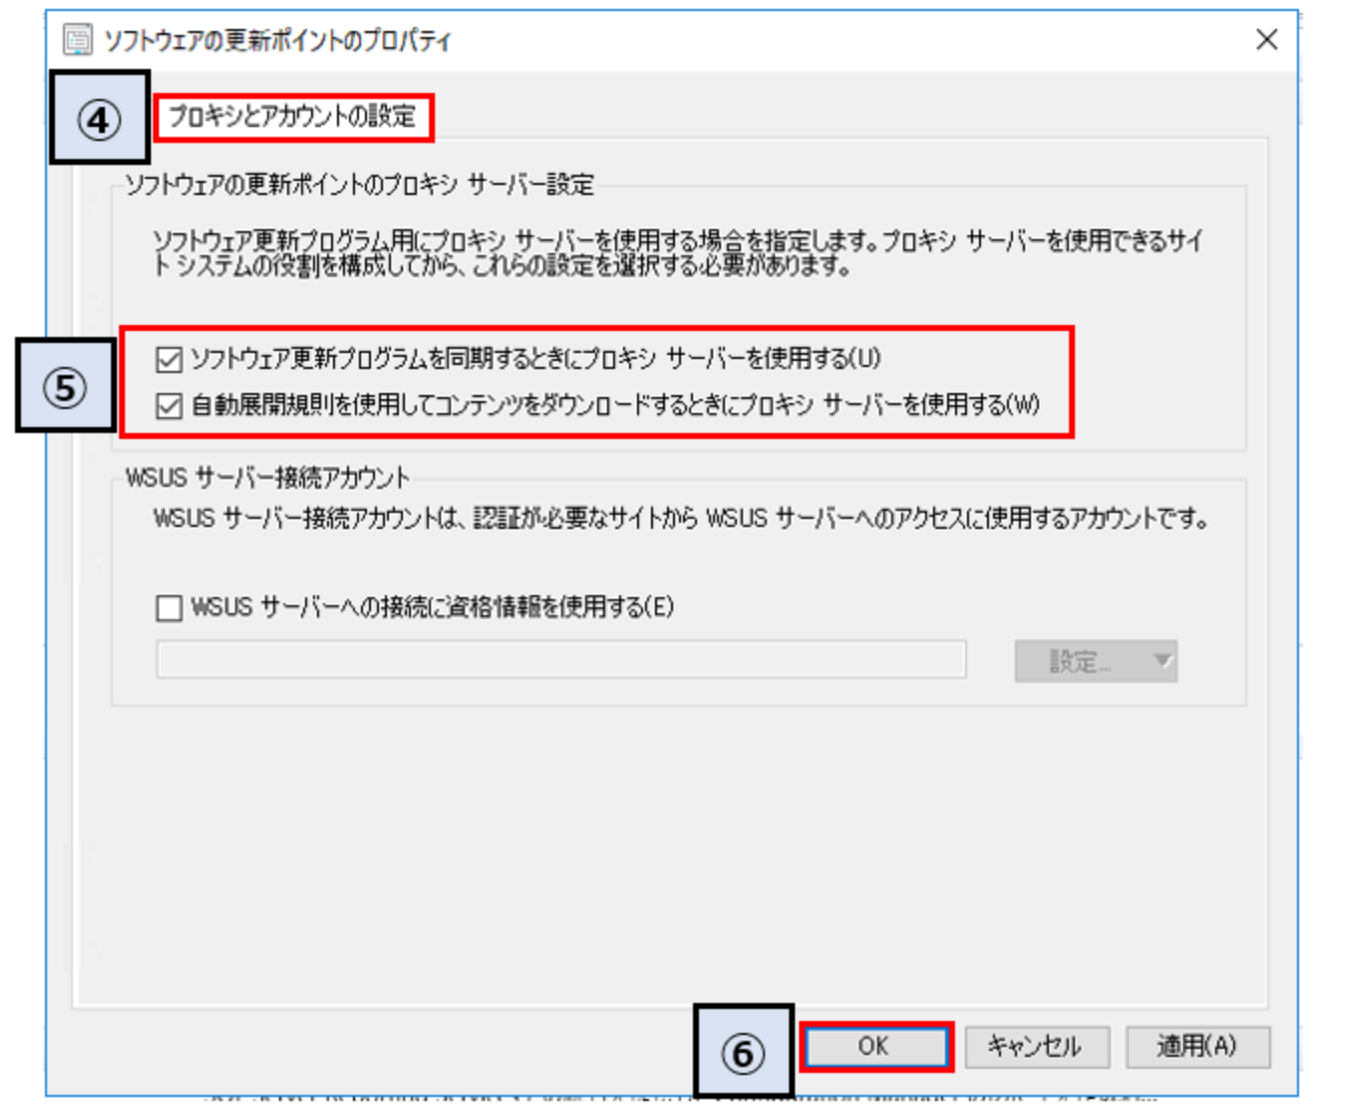 ソフトウェアの更新ポイントのプロパティ
④
プロキシとアカウントの設定
ソフトウェアの更新ポイントのプロキシ サーバー設定
ソフトウェア更新プログラム用にプロキシ サーバーを使用する場合を指定します。プロキシ サーバーを使用できるサイ
ト システムの役割を構成してから、これらの設定を選択する必要があります。
⑤
ソフトウェア更新プログラムを同期するときにプロキシ サーバーを使用する(U)
自動展開規則を使用してコンテンツをダウンロードするときにプロキシ サーバーを使用する(W)
WSUS サーバー接続アカウント
WSUS サーバー接続アカウントは、認証が必要なサイトから WSUS サーバーへのアクセスに使用するアカウントです。
WSUS サーバーへの接続に資格情報を使用する(E)
設定...
⑥
OK
キャンセル
適用(A)